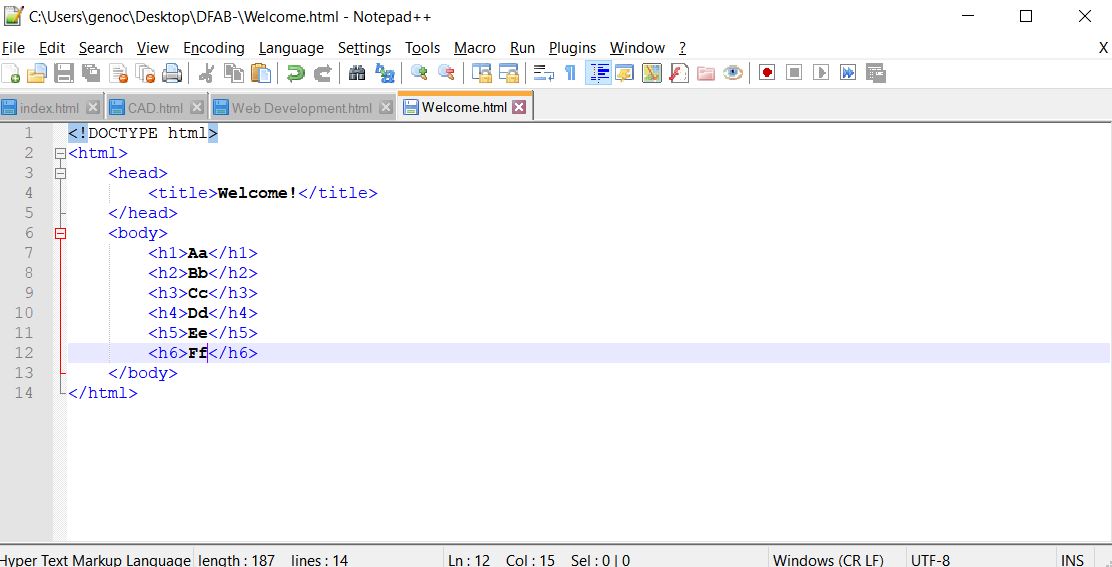 C:\Users\genoc\Desktop\DFAB-\Welcome.html - Notepad++
File Edit Search View Encoding Language Settings Tools Macro Run Plugins Window ? X
index.html CAD.html Web Development.html Welcome.html
1 <!DOCTYPE html>
2 <html>
3 <head>
4 <title>Welcome!</title>
5 </head>
6 <body>
7 <h1>Aa</h1>
8 <h2>Bb</h2>
9 <h3>Cc</h3>
10 <h4>Dd</h4>
11 <h5>Ee</h5>
12 <h6>Ff</h6>
13 </body>
14 </html>
Hyper Text Markup Language length : 187 lines : 14 Ln : 12 Col : 15 Sel : 0 | 0 Windows (CR LF) UTF-8 INS